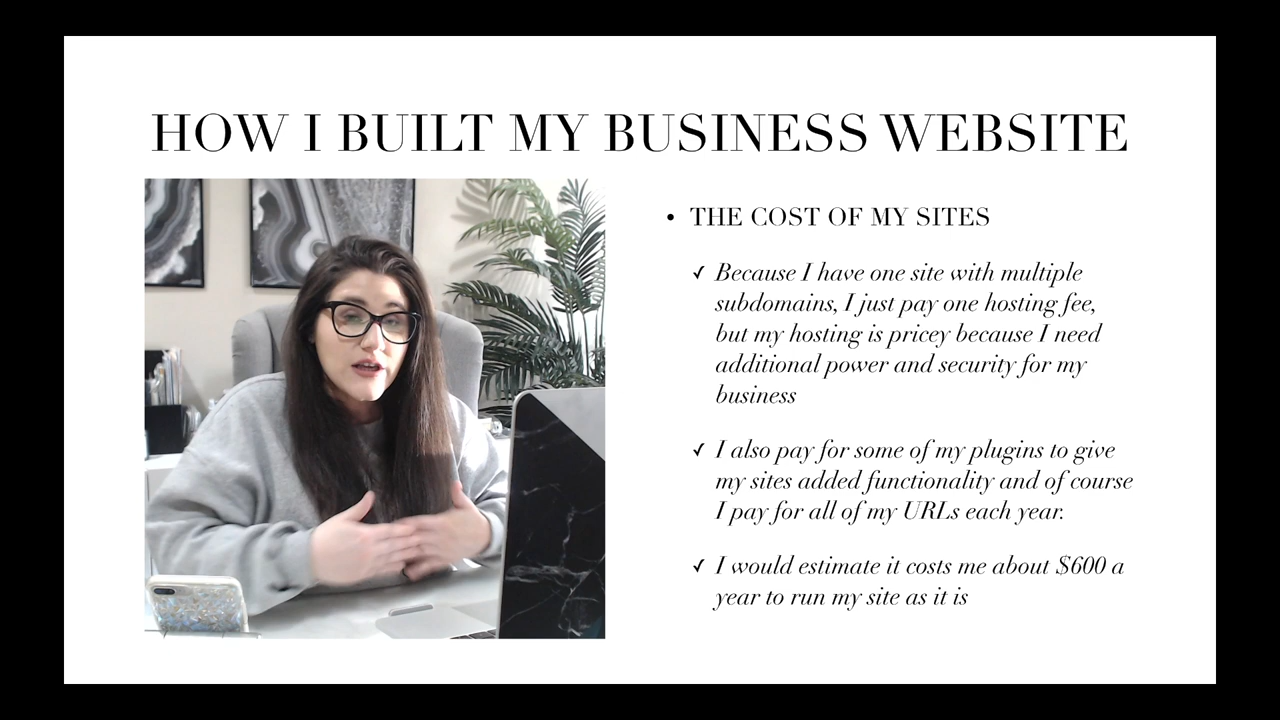 HOW I BUILT MY BUSINESS WEBSITE
• THE COST OF MY SITES
✓ Because I have one site with multiple
subdomains, I just pay one hosting fee,
but my hosting is pricey because I need
additional power and security for my
business
✓ I also pay for some of my plugins to give
my sites added functionality and of course
I pay for all of my URLs each year.
✓ I would estimate it costs me about $600 a
year to run my site as it is